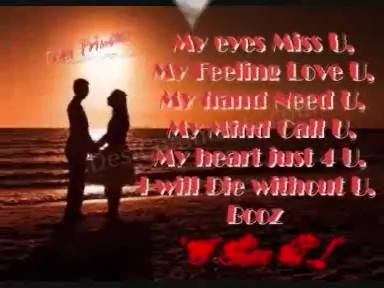 My eyes Miss U,
My Feeling Love U,
My hand Need U,
My Mind Call U,
My heart just 4 U,
I will Die without U,
Booz